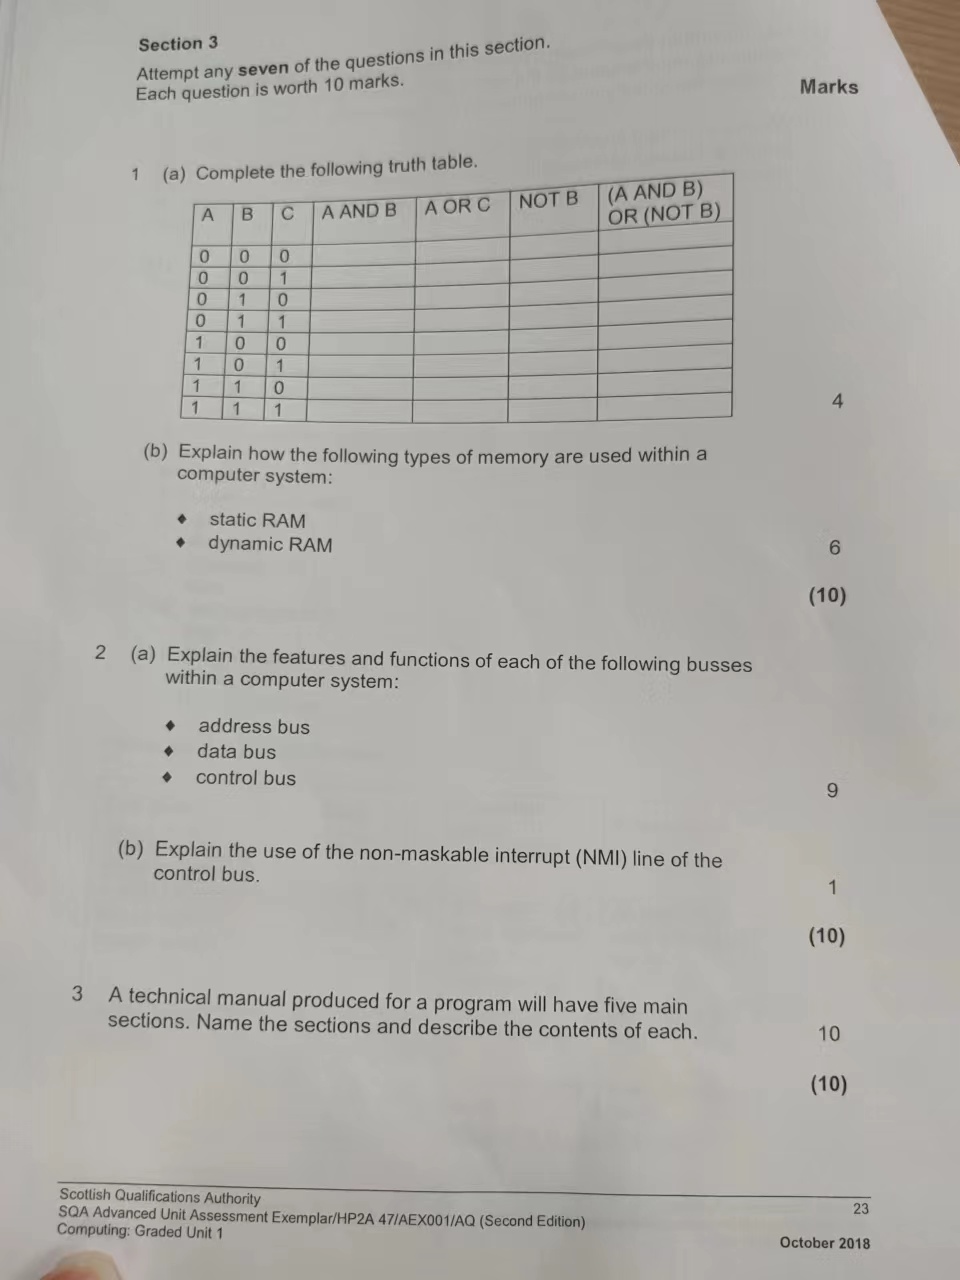 Section 3
Attempt any seven of the questions in this section.
Each question is worth 10 marks.
Marks
1 (a) Complete the following truth table.
A B C A AND B A OR C NOT B (A AND B)
OR (NOT B)
0 0 0
0 0 1
0 1 0
0 1 1
1 0 0
1 0 1
1 1 0
1 1 1
4
(b) Explain how the following types of memory are used within a
computer system:
♦ static RAM
♦ dynamic RAM
6
(10)
2 (a) Explain the features and functions of each of the following busses
within a computer system:
♦ address bus
♦ data bus
♦ control bus
9
(b) Explain the use of the non-maskable interrupt (NMI) line of the
control bus.
1
(10)
3 A technical manual produced for a program will have five main
sections. Name the sections and describe the contents of each.
10
(10)
Scottish Qualifications Authority
SQA Advanced Unit Assessment Exemplar/HP2A 47/AEX001/AQ (Second Edition)
Computing: Graded Unit 1
23
October 2018